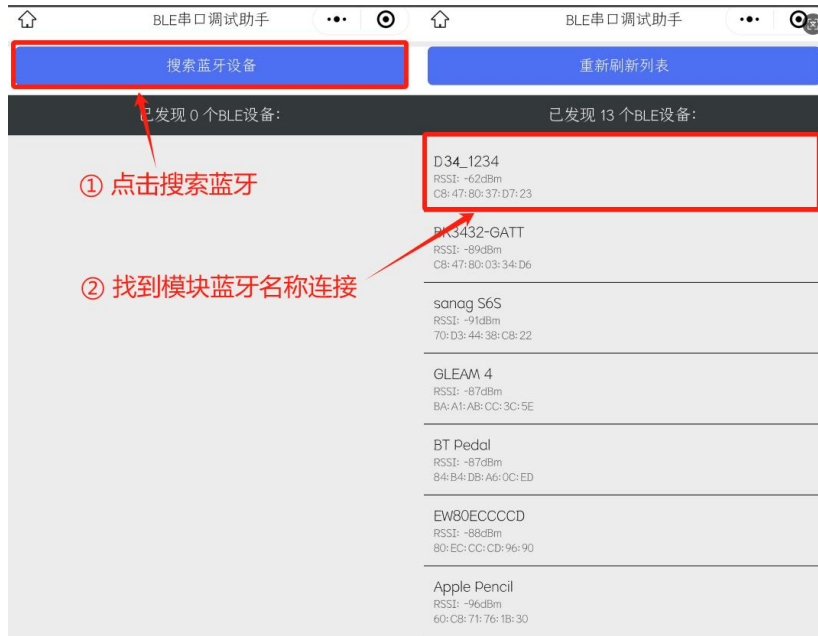 BLE串口调试助手
搜索蓝牙设备
已发现 0 个BLE设备:
① 点击搜索蓝牙
② 找到模块蓝牙名称连接
BLE串口调试助手
重新刷新列表
已发现 13 个BLE设备:
D34_1234
RSSI: -62dBm
C8:47:80:37:D7:23
BK3432-GATT
RSSI: -89dBm
C8:47:80:03:34:D6
sanag S6S
RSSI: -91dBm
70:D3:44:38:C8:22
GLEAM 4
RSSI: -87dBm
BA:A1:AB:CC:3C:5E
BT Pedal
RSSI: -87dBm
84:B4:DB:A6:0C:ED
EW80ECCCCD
RSSI: -88dBm
80:EC:CC:CD:96:90
Apple Pencil
RSSI: -96dBm
60:C8:71:76:1B:30